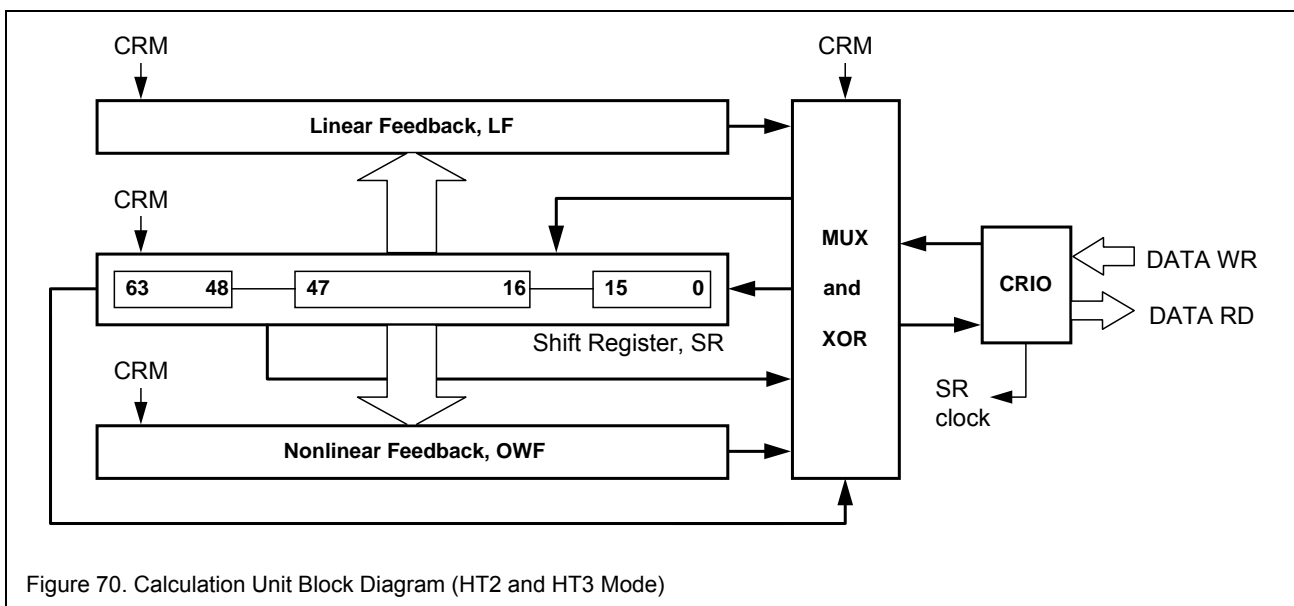 CRM
CRM
Linear Feedback, LF
CRM
MUX
and
XOR
CRIO
DATA WR
DATA RD
63 48 47 16 15 0
Shift Register, SR
CRM
SR
clock
Nonlinear Feedback, OWF
Figure 70. Calculation Unit Block Diagram (HT2 and HT3 Mode)